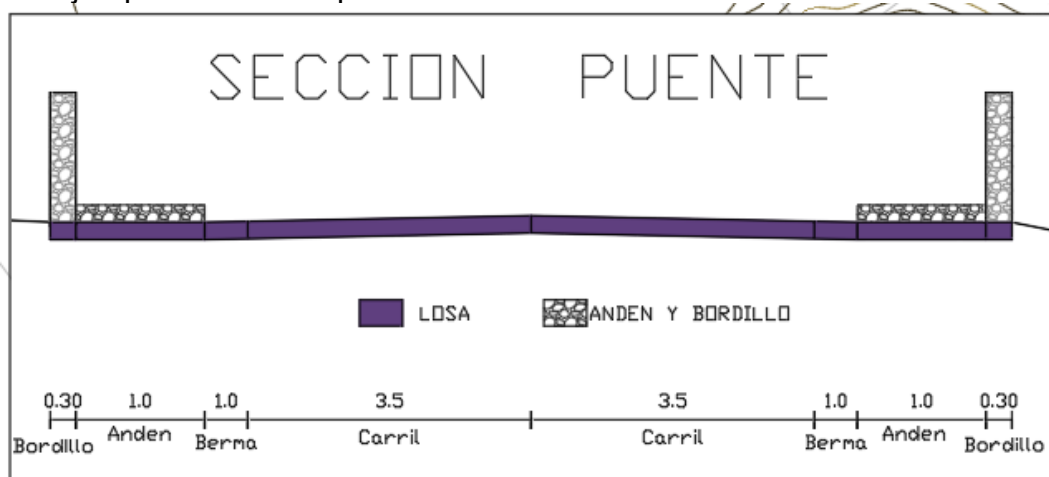 SECCION PUENTE
LOSA
ANDEN Y BORDILLO
0.30 1.0 1.0 3.5 3.5 1.0 1.0 0.30
Bordillo Anden Berma Carril Carril Berma Anden Bordillo